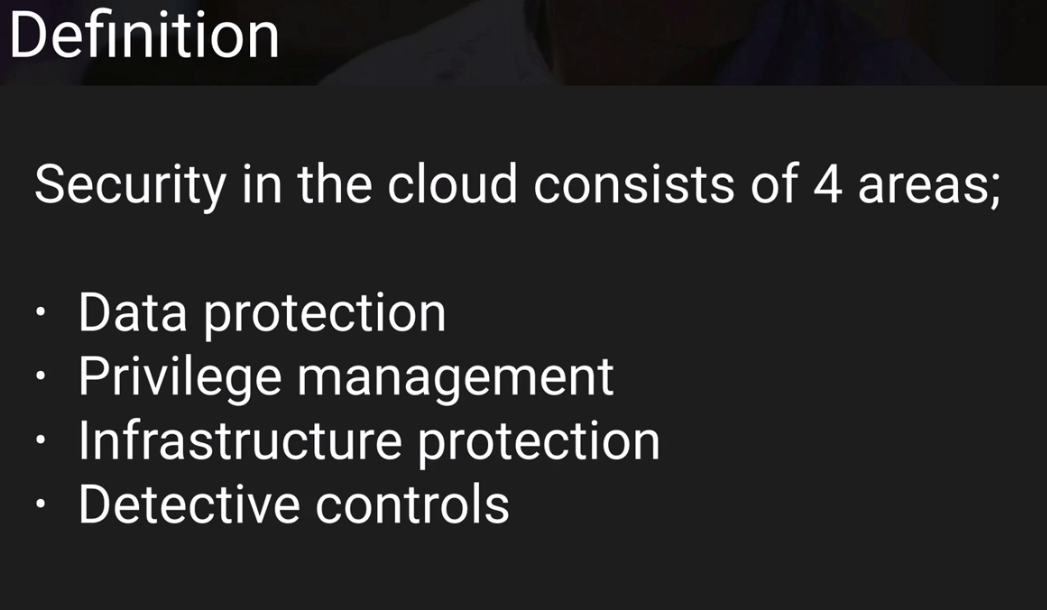 Definition
Security in the cloud consists of 4 areas;
• Data protection
• Privilege management
• Infrastructure protection
• Detective controls